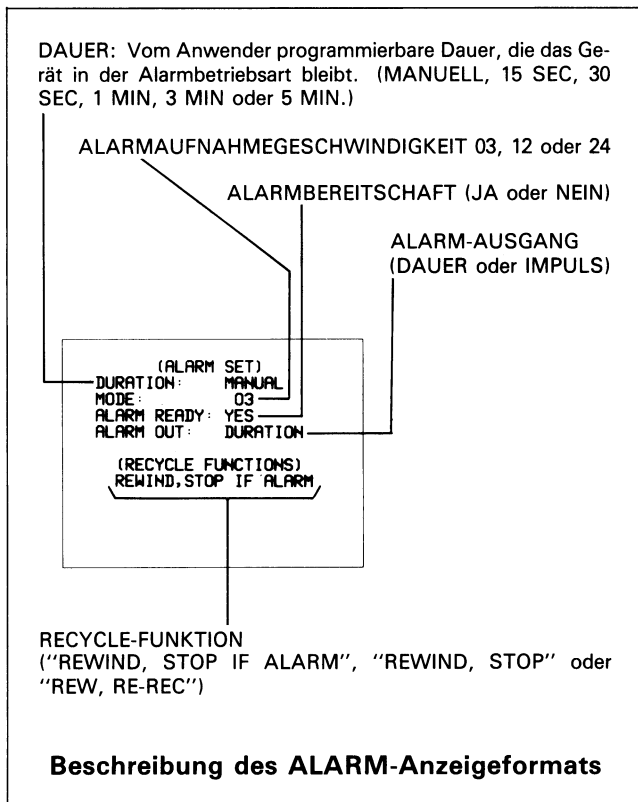 DAUER: Vom Anwender programmierbare Dauer, die das Ge-
rät in der Alarmbetriebsart bleibt. (MANUELL, 15 SEC, 30
SEC, 1 MIN, 3 MIN oder 5 MIN.)
ALARMAUFNAHMEGESCHWINDIGKEIT 03, 12 oder 24
ALARMBEREITSCHAFT (JA oder NEIN)
ALARM-AUSGANG
(DAUER oder IMPULS)
(ALARM SET)
DURATION: MANUAL
MODE: 03
ALARM READY: YES
ALARM OUT: DURATION
(RECYCLE FUNCTIONS)
REWIND,STOP IF ALARM
RECYCLE-FUNKTION
("REWIND, STOP IF ALARM", "REWIND, STOP" oder
"REW, RE-REC")
Beschreibung des ALARM-Anzeigeformats